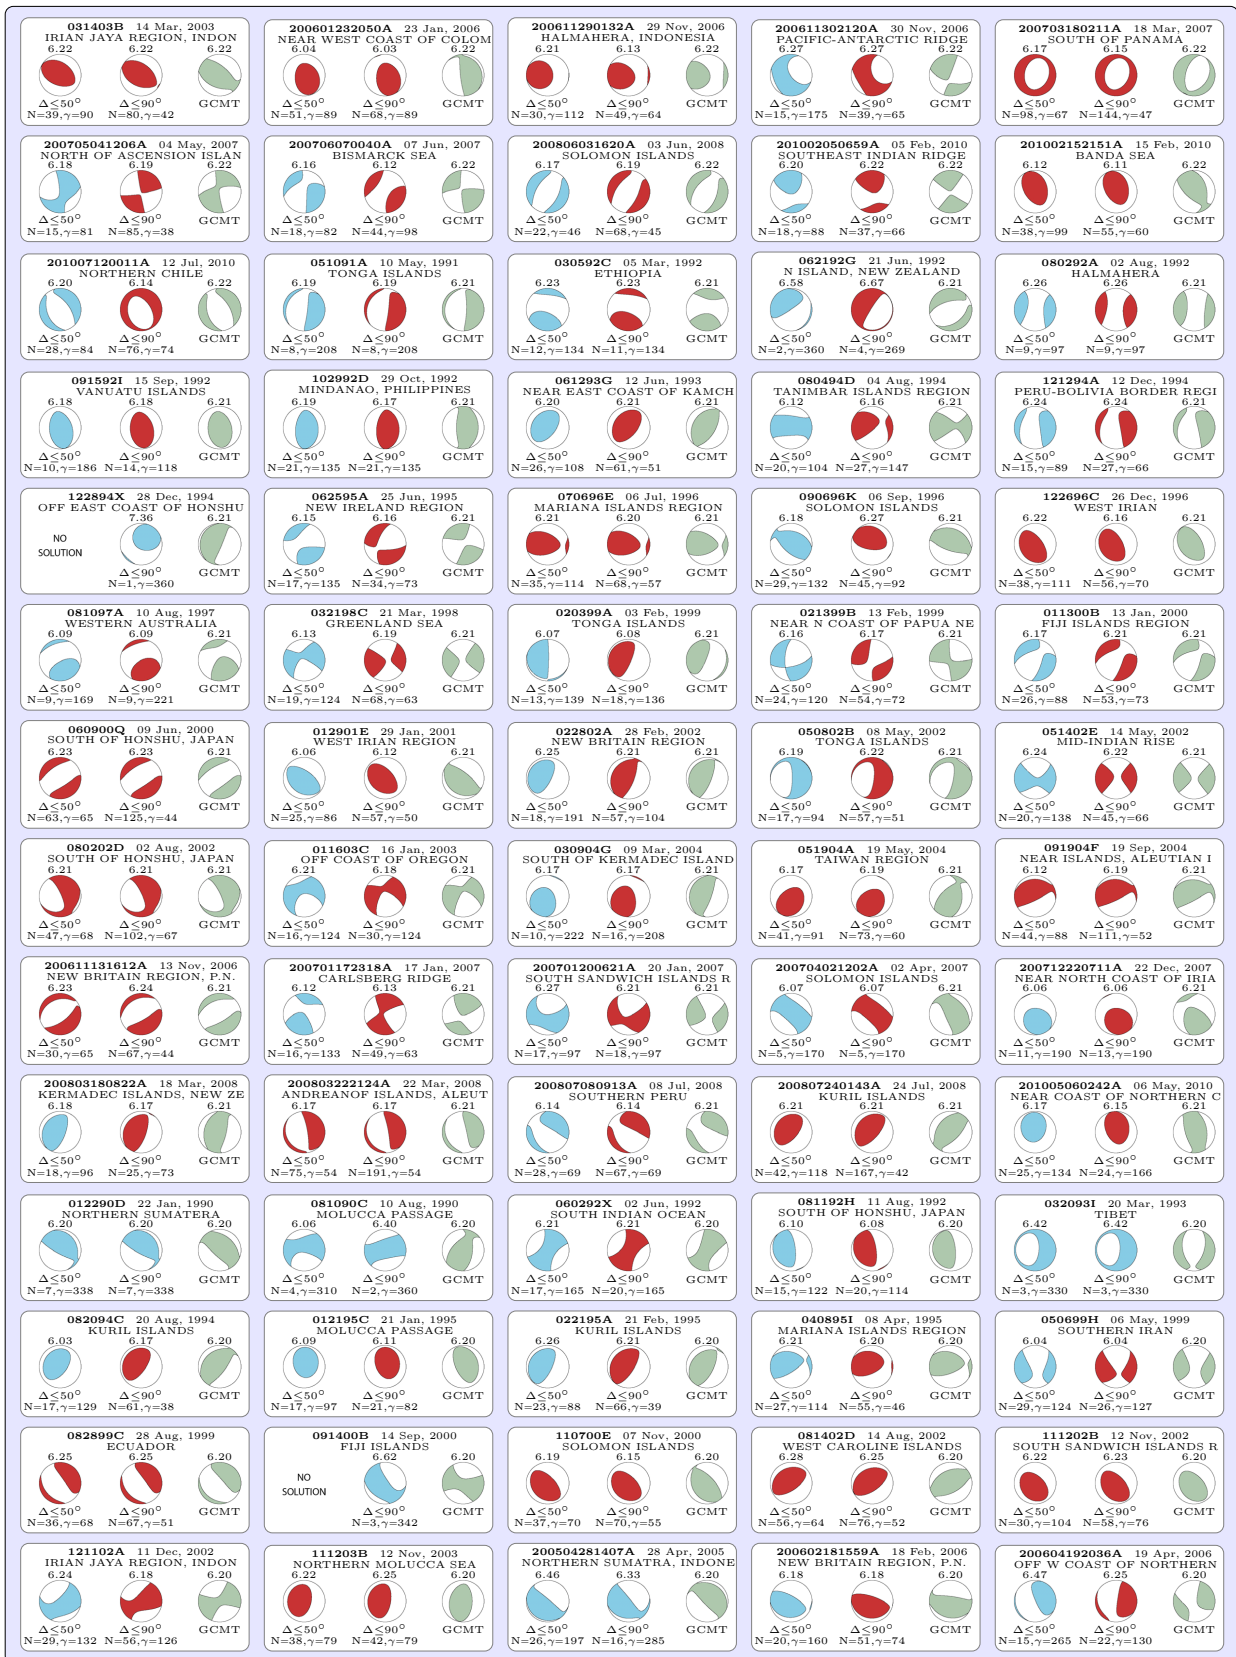 031403B 14 Mar, 2003
IRIAN JAYA REGION, INDON
6.22 6.22 6.22
Δ≤50° Δ≤90° GCMT
N=39,γ=90 N=80,γ=42
200601232050A 23 Jan, 2006
NEAR WEST COAST OF COLOM
6.04 6.03 6.22
Δ≤50° Δ≤90° GCMT
N=51,γ=89 N=68,γ=89
200611290132A 29 Nov, 2006
HALMAHERA, INDONESIA
6.21 6.13 6.22
Δ≤50° Δ≤90° GCMT
N=30,γ=112 N=49,γ=64
200611302120A 30 Nov, 2006
PACIFIC-ANTARCTIC RIDGE
6.27 6.27 6.22
Δ≤50° Δ≤90° GCMT
N=15,γ=175 N=39,γ=65
200703180211A 18 Mar, 2007
SOUTH OF PANAMA
6.17 6.15 6.22
Δ≤50° Δ≤90° GCMT
N=98,γ=67 N=144,γ=47
200705041206A 04 May, 2007
NORTH OF ASCENSION ISLAN
6.18 6.19 6.22
Δ≤50° Δ≤90° GCMT
N=15,γ=81 N=85,γ=38
200706070040A 07 Jun, 2007
BISMARCK SEA
6.16 6.12 6.22
Δ≤50° Δ≤90° GCMT
N=18,γ=82 N=44,γ=98
200806031620A 03 Jun, 2008
SOLOMON ISLANDS
6.17 6.19 6.22
Δ≤50° Δ≤90° GCMT
N=22,γ=46 N=68,γ=45
201002050659A 05 Feb, 2010
SOUTHEAST INDIAN RIDGE
6.20 6.22 6.22
Δ≤50° Δ≤90° GCMT
N=18,γ=88 N=37,γ=66
201002152151A 15 Feb, 2010
BANDA SEA
6.12 6.11 6.22
Δ≤50° Δ≤90° GCMT
N=38,γ=99 N=55,γ=60
201007120011A 12 Jul, 2010
NORTHERN CHILE
6.20 6.14 6.22
Δ≤50° Δ≤90° GCMT
N=28,γ=84 N=76,γ=74
051091A 10 May, 1991
TONGA ISLANDS
6.19 6.19 6.21
Δ≤50° Δ≤90° GCMT
N=8,γ=208 N=8,γ=208
030592C 05 Mar, 1992
ETHIOPIA
6.23 6.23 6.21
Δ≤50° Δ≤90° GCMT
N=12,γ=134 N=11,γ=134
062192G 21 Jun, 1992
N ISLAND, NEW ZEALAND
6.58 6.67 6.21
Δ≤50° Δ≤90° GCMT
N=2,γ=360 N=4,γ=269
080292A 02 Aug, 1992
HALMAHERA
6.26 6.26 6.21
Δ≤50° Δ≤90° GCMT
N=9,γ=97 N=9,γ=97
091592I 15 Sep, 1992
VANUATU ISLANDS
6.18 6.18 6.21
Δ≤50° Δ≤90° GCMT
N=10,γ=186 N=14,γ=118
102992D 29 Oct, 1992
MINDANAO, PHILIPPINES
6.19 6.17 6.21
Δ≤50° Δ≤90° GCMT
N=21,γ=135 N=21,γ=135
061293G 12 Jun, 1993
NEAR EAST COAST OF KAMCH
6.20 6.21 6.21
Δ≤50° Δ≤90° GCMT
N=26,γ=108 N=61,γ=51
080494D 04 Aug, 1994
TANIMBAR ISLANDS REGION
6.12 6.16 6.21
Δ≤50° Δ≤90° GCMT
N=20,γ=104 N=27,γ=147
121294A 12 Dec, 1994
PERU-BOLIVIA BORDER REGI
6.24 6.24 6.21
Δ≤50° Δ≤90° GCMT
N=15,γ=89 N=27,γ=66
122894X 28 Dec, 1994
OFF EAST COAST OF HONSHU
NO SOLUTION 7.36 6.21
Δ≤90° GCMT
N=1,γ=360
062595A 25 Jun, 1995
NEW IRELAND REGION
6.15 6.16 6.21
Δ≤50° Δ≤90° GCMT
N=17,γ=135 N=34,γ=73
070696E 06 Jul, 1996
MARIANA ISLANDS REGION
6.21 6.20 6.21
Δ≤50° Δ≤90° GCMT
N=35,γ=114 N=68,γ=57
090696K 06 Sep, 1996
SOLOMON ISLANDS
6.18 6.27 6.21
Δ≤50° Δ≤90° GCMT
N=29,γ=132 N=45,γ=92
122696C 26 Dec, 1996
WEST IRIAN
6.22 6.16 6.21
Δ≤50° Δ≤90° GCMT
N=38,γ=111 N=56,γ=70
081097A 10 Aug, 1997
WESTERN AUSTRALIA
6.09 6.09 6.21
Δ≤50° Δ≤90° GCMT
N=9,γ=169 N=9,γ=221
032198C 21 Mar, 1998
GREENLAND SEA
6.13 6.19 6.21
Δ≤50° Δ≤90° GCMT
N=19,γ=124 N=68,γ=63
020399A 03 Feb, 1999
TONGA ISLANDS
6.07 6.08 6.21
Δ≤50° Δ≤90° GCMT
N=13,γ=139 N=18,γ=136
021399B 13 Feb, 1999
NEAR N COAST OF PAPUA NE
6.16 6.17 6.21
Δ≤50° Δ≤90° GCMT
N=24,γ=120 N=54,γ=72
011300B 13 Jan, 2000
FIJI ISLANDS REGION
6.17 6.21 6.21
Δ≤50° Δ≤90° GCMT
N=26,γ=88 N=53,γ=73
060900Q 09 Jun, 2000
SOUTH OF HONSHU, JAPAN
6.23 6.23 6.21
Δ≤50° Δ≤90° GCMT
N=63,γ=65 N=125,γ=44
012901E 29 Jan, 2001
WEST IRIAN REGION
6.06 6.12 6.21
Δ≤50° Δ≤90° GCMT
N=25,γ=86 N=57,γ=50
022802A 28 Feb, 2002
NEW BRITAIN REGION
6.25 6.21 6.21
Δ≤50° Δ≤90° GCMT
N=18,γ=191 N=57,γ=104
050802B 08 May, 2002
TONGA ISLANDS
6.19 6.22 6.21
Δ≤50° Δ≤90° GCMT
N=17,γ=94 N=57,γ=51
051402E 14 May, 2002
MID-INDIAN RISE
6.24 6.22 6.21
Δ≤50° Δ≤90° GCMT
N=20,γ=138 N=45,γ=66
080202D 02 Aug, 2002
SOUTH OF HONSHU, JAPAN
6.21 6.21 6.21
Δ≤50° Δ≤90° GCMT
N=47,γ=68 N=102,γ=67
011603C 16 Jan, 2003
OFF COAST OF OREGON
6.21 6.18 6.21
Δ≤50° Δ≤90° GCMT
N=16,γ=124 N=30,γ=124
030904G 09 Mar, 2004
SOUTH OF KERMADEC ISLAND
6.17 6.17 6.21
Δ≤50° Δ≤90° GCMT
N=10,γ=222 N=16,γ=208
051904A 19 May, 2004
TAIWAN REGION
6.17 6.19 6.21
Δ≤50° Δ≤90° GCMT
N=41,γ=91 N=73,γ=60
091904F 19 Sep, 2004
NEAR ISLANDS, ALEUTIAN I
6.12 6.19 6.21
Δ≤50° Δ≤90° GCMT
N=44,γ=88 N=111,γ=52
200611131612A 13 Nov, 2006
NEW BRITAIN REGION, P.N.
6.23 6.24 6.21
Δ≤50° Δ≤90° GCMT
N=30,γ=65 N=67,γ=44
200701172318A 17 Jan, 2007
CARLSBERG RIDGE
6.12 6.13 6.21
Δ≤50° Δ≤90° GCMT
N=16,γ=133 N=49,γ=63
200701200621A 20 Jan, 2007
SOUTH SANDWICH ISLANDS R
6.27 6.21 6.21
Δ≤50° Δ≤90° GCMT
N=17,γ=97 N=18,γ=97
200704021202A 02 Apr, 2007
SOLOMON ISLANDS
6.07 6.07 6.21
Δ≤50° Δ≤90° GCMT
N=5,γ=170 N=5,γ=170
200712220711A 22 Dec, 2007
NEAR NORTH COAST OF IRIA
6.06 6.06 6.21
Δ≤50° Δ≤90° GCMT
N=11,γ=190 N=13,γ=190
200803180822A 18 Mar, 2008
KERMADEC ISLANDS, NEW ZE
6.18 6.17 6.21
Δ≤50° Δ≤90° GCMT
N=18,γ=96 N=25,γ=73
200803222124A 22 Mar, 2008
ANDREANOF ISLANDS, ALEUT
6.17 6.17 6.21
Δ≤50° Δ≤90° GCMT
N=75,γ=54 N=191,γ=54
200807080913A 08 Jul, 2008
SOUTHERN PERU
6.14 6.14 6.21
Δ≤50° Δ≤90° GCMT
N=28,γ=69 N=67,γ=69
200807240143A 24 Jul, 2008
KURIL ISLANDS
6.21 6.21 6.21
Δ≤50° Δ≤90° GCMT
N=42,γ=118 N=167,γ=42
201005060242A 06 May, 2010
NEAR COAST OF NORTHERN C
6.17 6.15 6.21
Δ≤50° Δ≤90° GCMT
N=25,γ=134 N=24,γ=166
012290D 22 Jan, 1990
NORTHERN SUMATERA
6.20 6.20 6.20
Δ≤50° Δ≤90° GCMT
N=7,γ=338 N=7,γ=338
081090C 10 Aug, 1990
MOLUCCA PASSAGE
6.06 6.40 6.20
Δ≤50° Δ≤90° GCMT
N=4,γ=310 N=2,γ=360
060292X 02 Jun, 1992
SOUTH INDIAN OCEAN
6.21 6.21 6.20
Δ≤50° Δ≤90° GCMT
N=17,γ=165 N=20,γ=165
081192H 11 Aug, 1992
SOUTH OF HONSHU, JAPAN
6.10 6.08 6.20
Δ≤50° Δ≤90° GCMT
N=15,γ=122 N=20,γ=114
032093I 20 Mar, 1993
TIBET
6.42 6.42 6.20
Δ≤50° Δ≤90° GCMT
N=3,γ=330 N=3,γ=330
082094C 20 Aug, 1994
KURIL ISLANDS
6.03 6.17 6.20
Δ≤50° Δ≤90° GCMT
N=17,γ=129 N=61,γ=38
012195C 21 Jan, 1995
MOLUCCA PASSAGE
6.09 6.11 6.20
Δ≤50° Δ≤90° GCMT
N=17,γ=97 N=21,γ=82
022195A 21 Feb, 1995
KURIL ISLANDS
6.26 6.21 6.20
Δ≤50° Δ≤90° GCMT
N=23,γ=88 N=66,γ=39
040895I 08 Apr, 1995
MARIANA ISLANDS REGION
6.21 6.20 6.20
Δ≤50° Δ≤90° GCMT
N=27,γ=114 N=55,γ=46
050699H 06 May, 1999
SOUTHERN IRAN
6.04 6.04 6.20
Δ≤50° Δ≤90° GCMT
N=29,γ=124 N=26,γ=127
082899C 28 Aug, 1999
ECUADOR
6.25 6.25 6.20
Δ≤50° Δ≤90° GCMT
N=36,γ=68 N=67,γ=51
091400B 14 Sep, 2000
FIJI ISLANDS
NO SOLUTION 6.62 6.20
Δ≤90° GCMT
N=3,γ=342
110700E 07 Nov, 2000
SOLOMON ISLANDS
6.19 6.15 6.20
Δ≤50° Δ≤90° GCMT
N=37,γ=70 N=70,γ=55
081402D 14 Aug, 2002
WEST CAROLINE ISLANDS
6.28 6.25 6.20
Δ≤50° Δ≤90° GCMT
N=56,γ=64 N=76,γ=52
111202B 12 Nov, 2002
SOUTH SANDWICH ISLANDS R
6.22 6.23 6.20
Δ≤50° Δ≤90° GCMT
N=30,γ=104 N=58,γ=76
121102A 11 Dec, 2002
IRIAN JAYA REGION, INDON
6.24 6.18 6.20
Δ≤50° Δ≤90° GCMT
N=29,γ=132 N=56,γ=126
111203B 12 Nov, 2003
NORTHERN MOLUCCA SEA
6.22 6.25 6.20
Δ≤50° Δ≤90° GCMT
N=38,γ=79 N=42,γ=79
200504281407A 28 Apr, 2005
NORTHERN SUMATRA, INDONE
6.46 6.33 6.20
Δ≤50° Δ≤90° GCMT
N=26,γ=197 N=16,γ=285
200602181559A 18 Feb, 2006
NEW BRITAIN REGION, P.N.
6.18 6.18 6.20
Δ≤50° Δ≤90° GCMT
N=20,γ=160 N=51,γ=74
200604192036A 19 Apr, 2006
OFF W COAST OF NORTHERN
6.47 6.25 6.20
Δ≤50° Δ≤90° GCMT
N=15,γ=265 N=22,γ=130